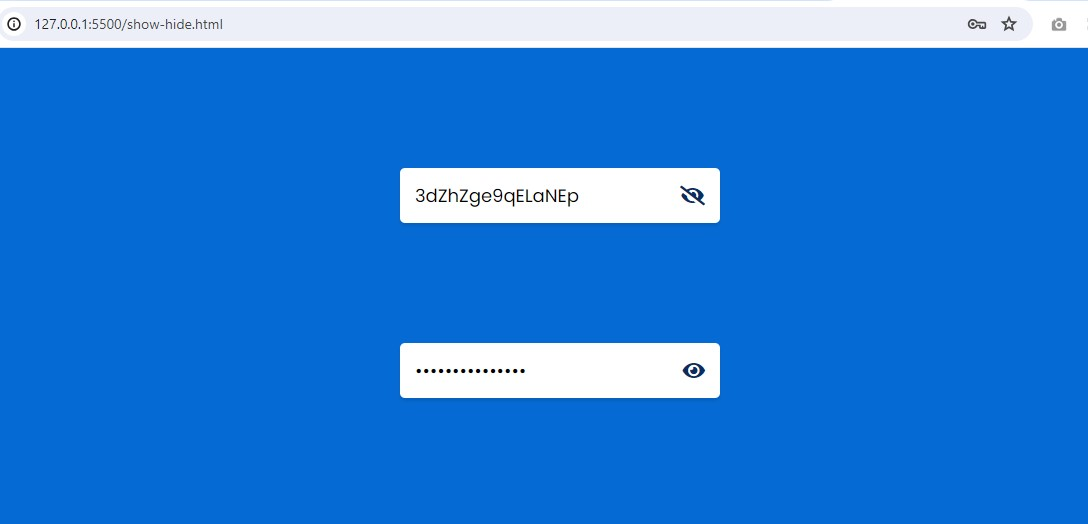 127.0.0.1:5500/show-hide.html
3dZhZge9qELaNEp
•••••••••••••••